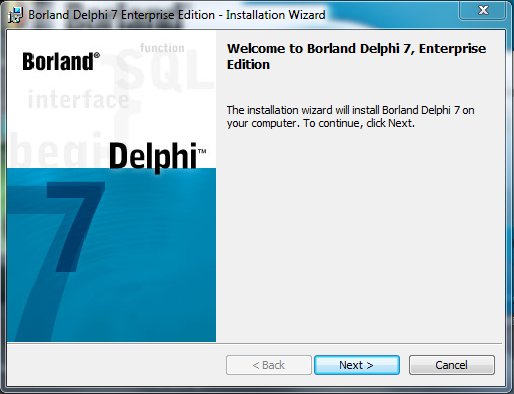 Borland Delphi 7 Enterprise Edition - Installation Wizard
function
Borland®
SQL
interface
{
begin
Delphi™
7
7
Welcome to Borland Delphi 7, Enterprise
Edition
The installation wizard will install Borland Delphi 7 on
your computer. To continue, click Next.
< Back
Next >
Cancel